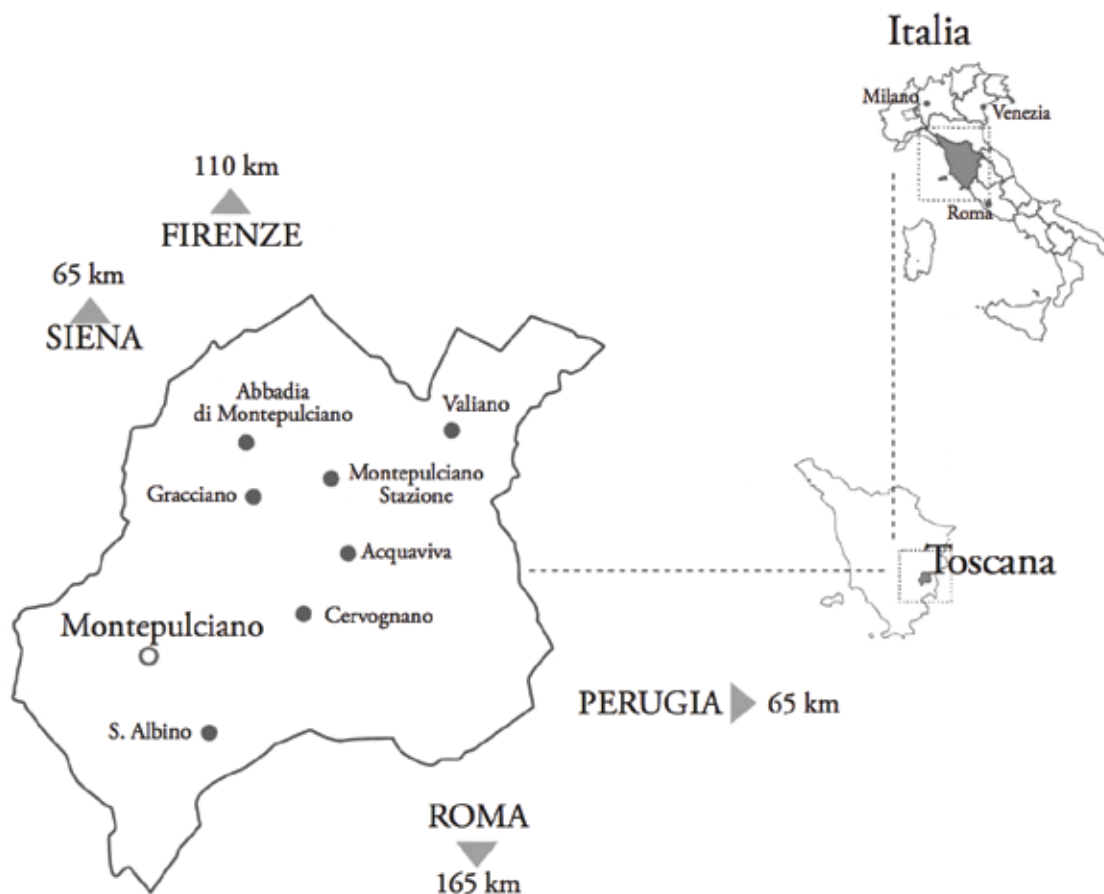 Italia
Milano
Venezia
Roma
110 km
FIRENZE
65 km
SIENA
Abbadia
di Montepulciano
Valiano
Gracciano
Montepulciano
Stazione
Acquaviva
Toscana
Cervognano
Montepulciano
S. Albino
PERUGIA
65 km
ROMA
165 km